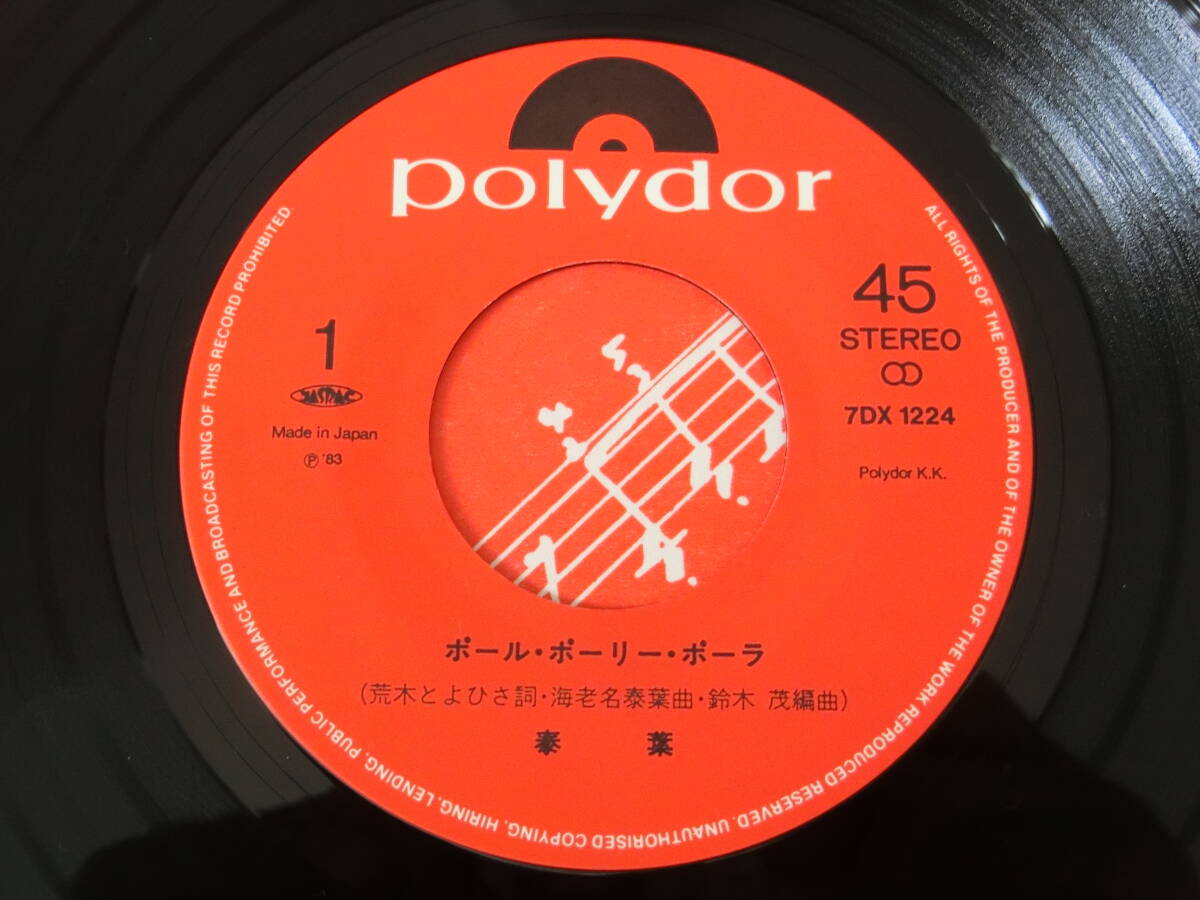 polydor
45
STEREO
7DX 1224
Polydor K.K.
1
JASRAC
Made in Japan
Ⓟ '83
ポール・ポーリー・ポーラ
(荒木とよひさ詞・海老名泰葉曲・鈴木 茂編曲)
泰 葉
ALL RIGHTS OF THE PRODUCER AND OF THE OWNER OF THE WORK REPRODUCED RESERVED. UNAUTHORISED COPYING, HIRING, LENDING, PUBLIC PERFORMANCE AND BROADCASTING OF THIS RECORD PROHIBITED.